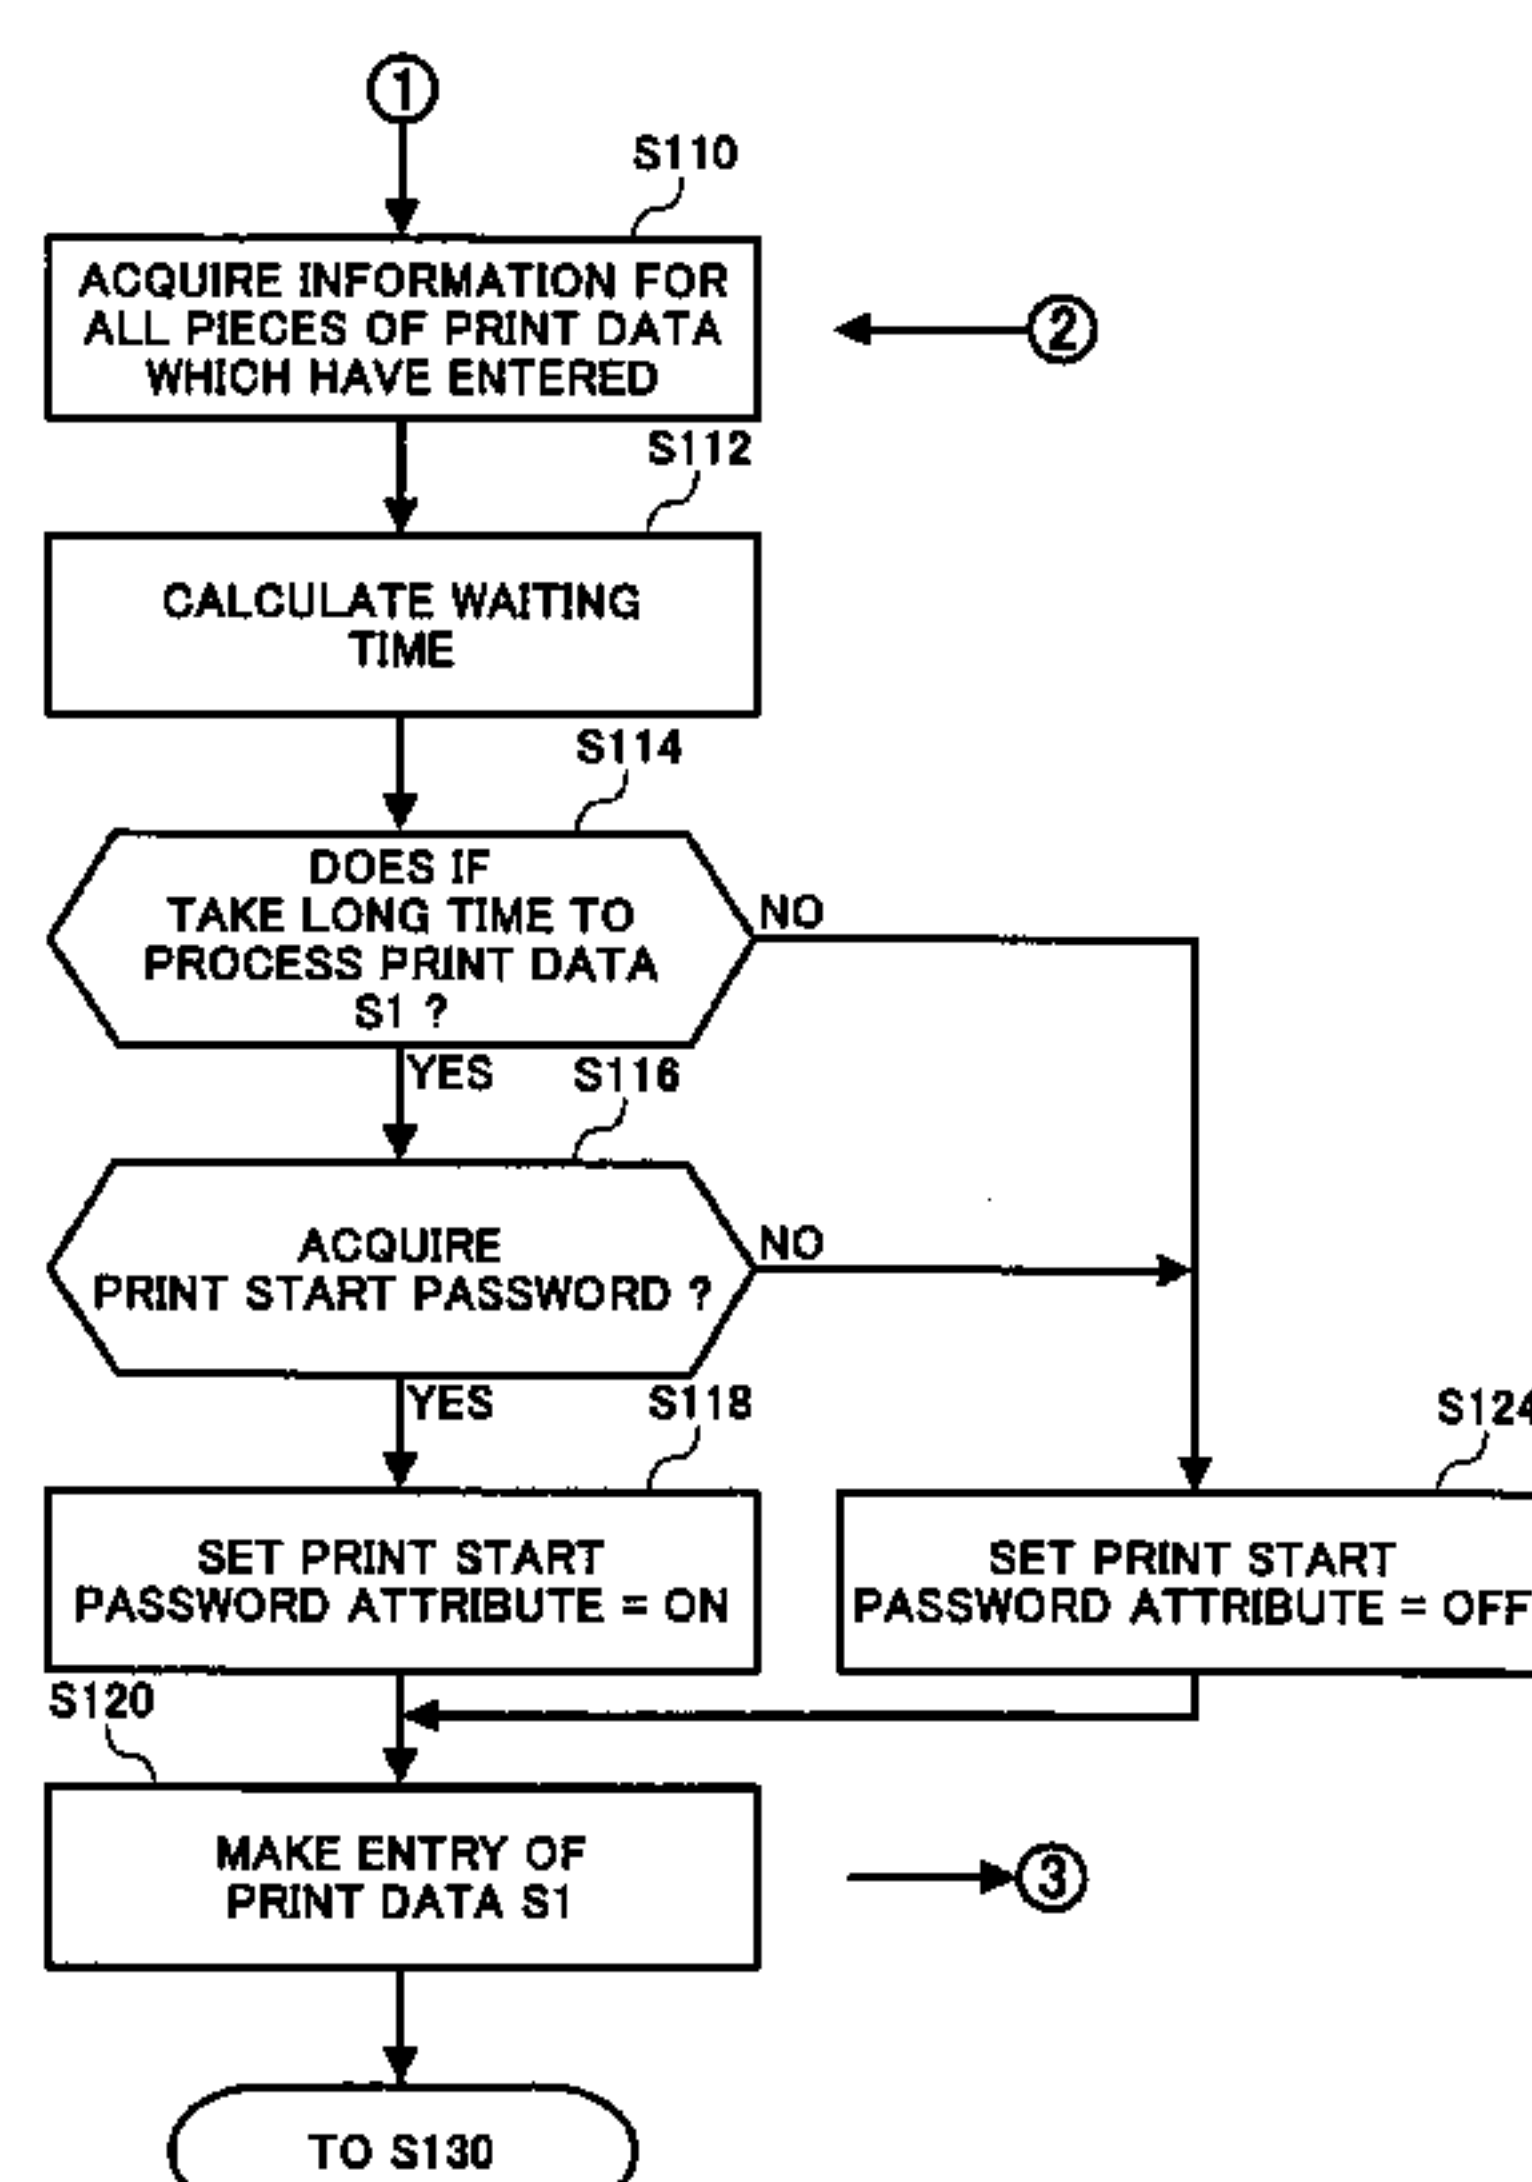 1
S110
ACQUIRE INFORMATION FOR
ALL PIECES OF PRINT DATA
WHICH HAVE ENTERED
2
S112
CALCULATE WAITING
TIME
S114
DOES IF
TAKE LONG TIME TO
PROCESS PRINT DATA
S1 ?
NO
YES
S116
ACQUIRE
PRINT START PASSWORD ?
NO
YES
S118
SET PRINT START
PASSWORD ATTRIBUTE = ON
S124
SET PRINT START
PASSWORD ATTRIBUTE = OFF
S120
MAKE ENTRY OF
PRINT DATA S1
3
TO S130